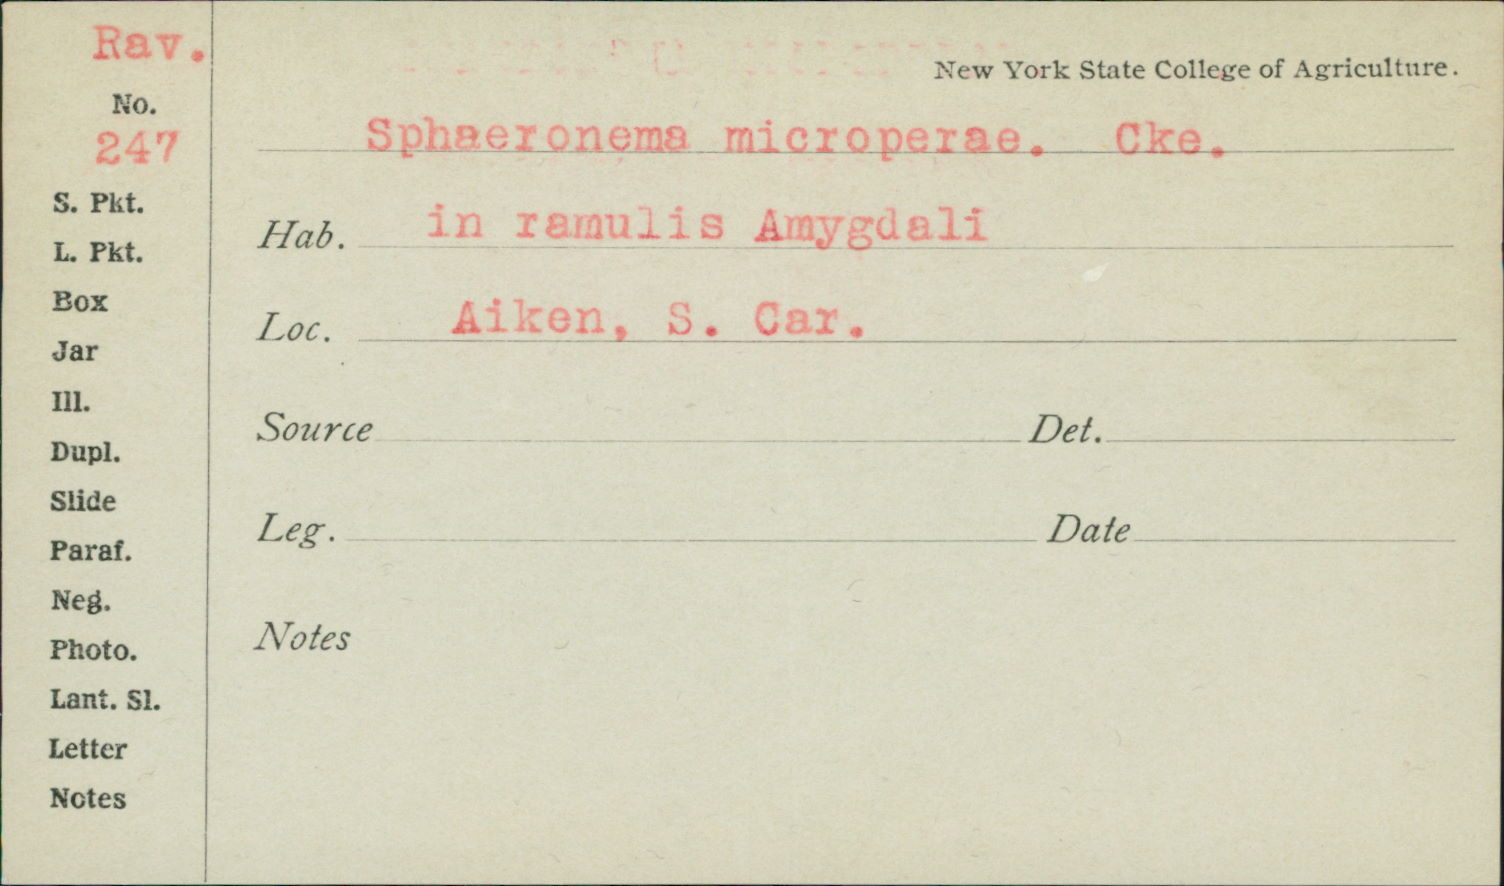 Rav.
No.
247
S. Pkt.
L. Pkt.
Box
Jar
Ill.
Dupl.
Slide
Paraf.
Neg.
Photo.
Lant. Sl.
Letter
Notes
New York State College of Agriculture.
Sphaeronema microperae. Cke.
Hab. in ramulis Amygdali
Loc. Aiken, S. Car.
Source Det.
Leg. Date
Notes